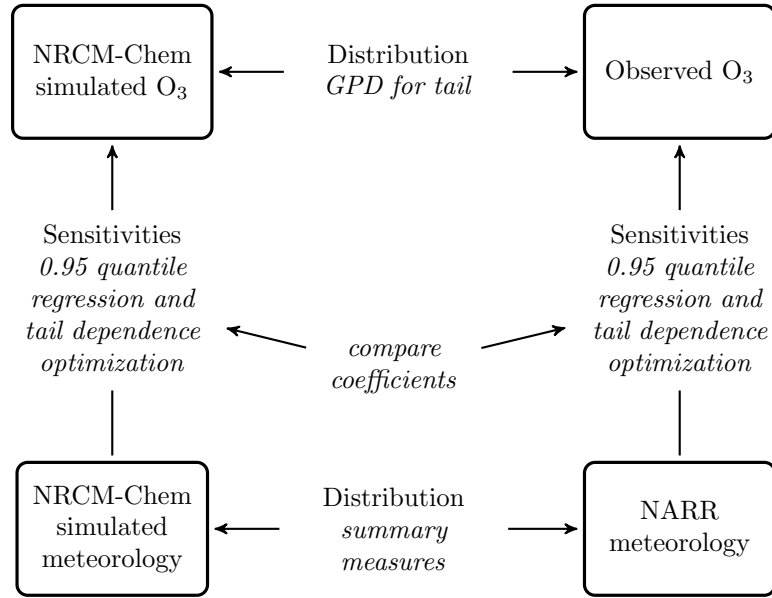 NRCM-Chem
simulated O₃
Distribution
GPD for tail
Observed O₃
Sensitivities
0.95 quantile
regression and
tail dependence
optimization
compare
coefficients
Sensitivities
0.95 quantile
regression and
tail dependence
optimization
NRCM-Chem
simulated
meteorology
Distribution
summary
measures
NARR
meteorology